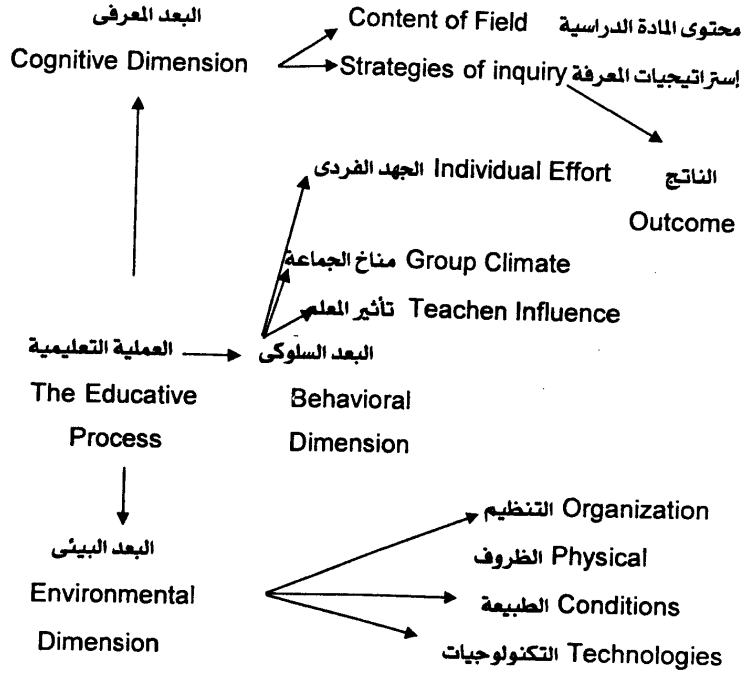 البعد المعرفى
Cognitive Dimension
Content of Field محتوى المادة الدراسية
Strategies of inquiry إستراتيجيات المعرفة
الناتج
Outcome
الجهد الفردى Individual Effort
مناخ الجماعة Group Climate
تأثير المعلم Teachen Influence
العملية التعليمية
The Educative
Process
البعد السلوكى
Behavioral
Dimension
البعد البيئى
Environmental
Dimension
التنظيم Organization
الظروف Physical
الطبيعة Conditions
التكنولوجيات Technologies